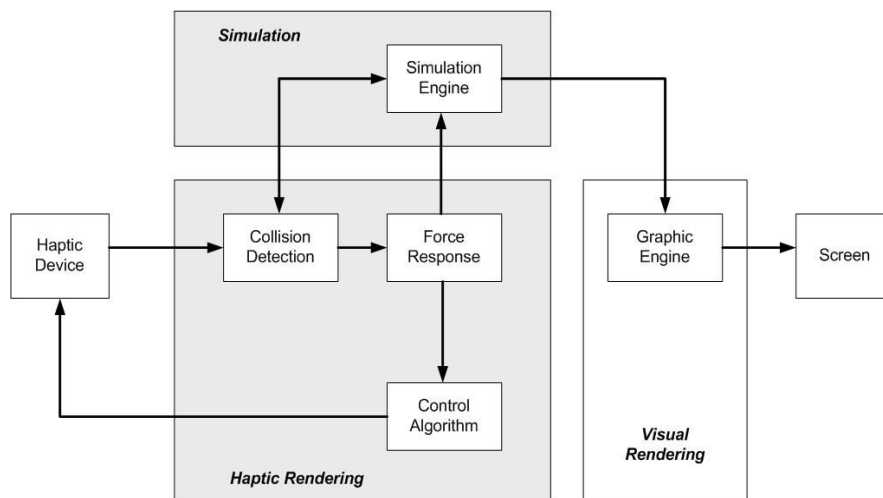 Simulation
Simulation
Engine
Haptic
Device
Collision
Detection
Force
Response
Graphic
Engine
Screen
Control
Algorithm
Haptic Rendering
Visual
Rendering